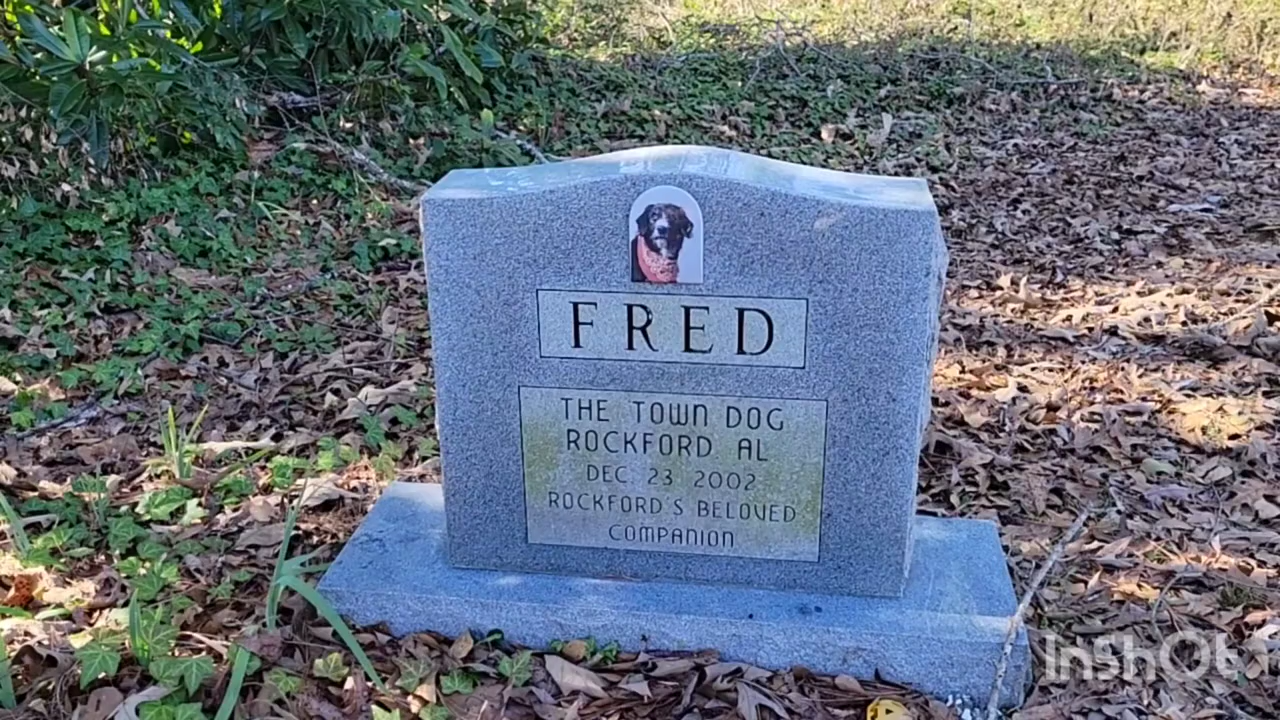 FRED
THE TOWN DOG
ROCKFORD. AL
DEC. 23 2002
ROCKFORD'S BELOVED
COMPANION
InShOt